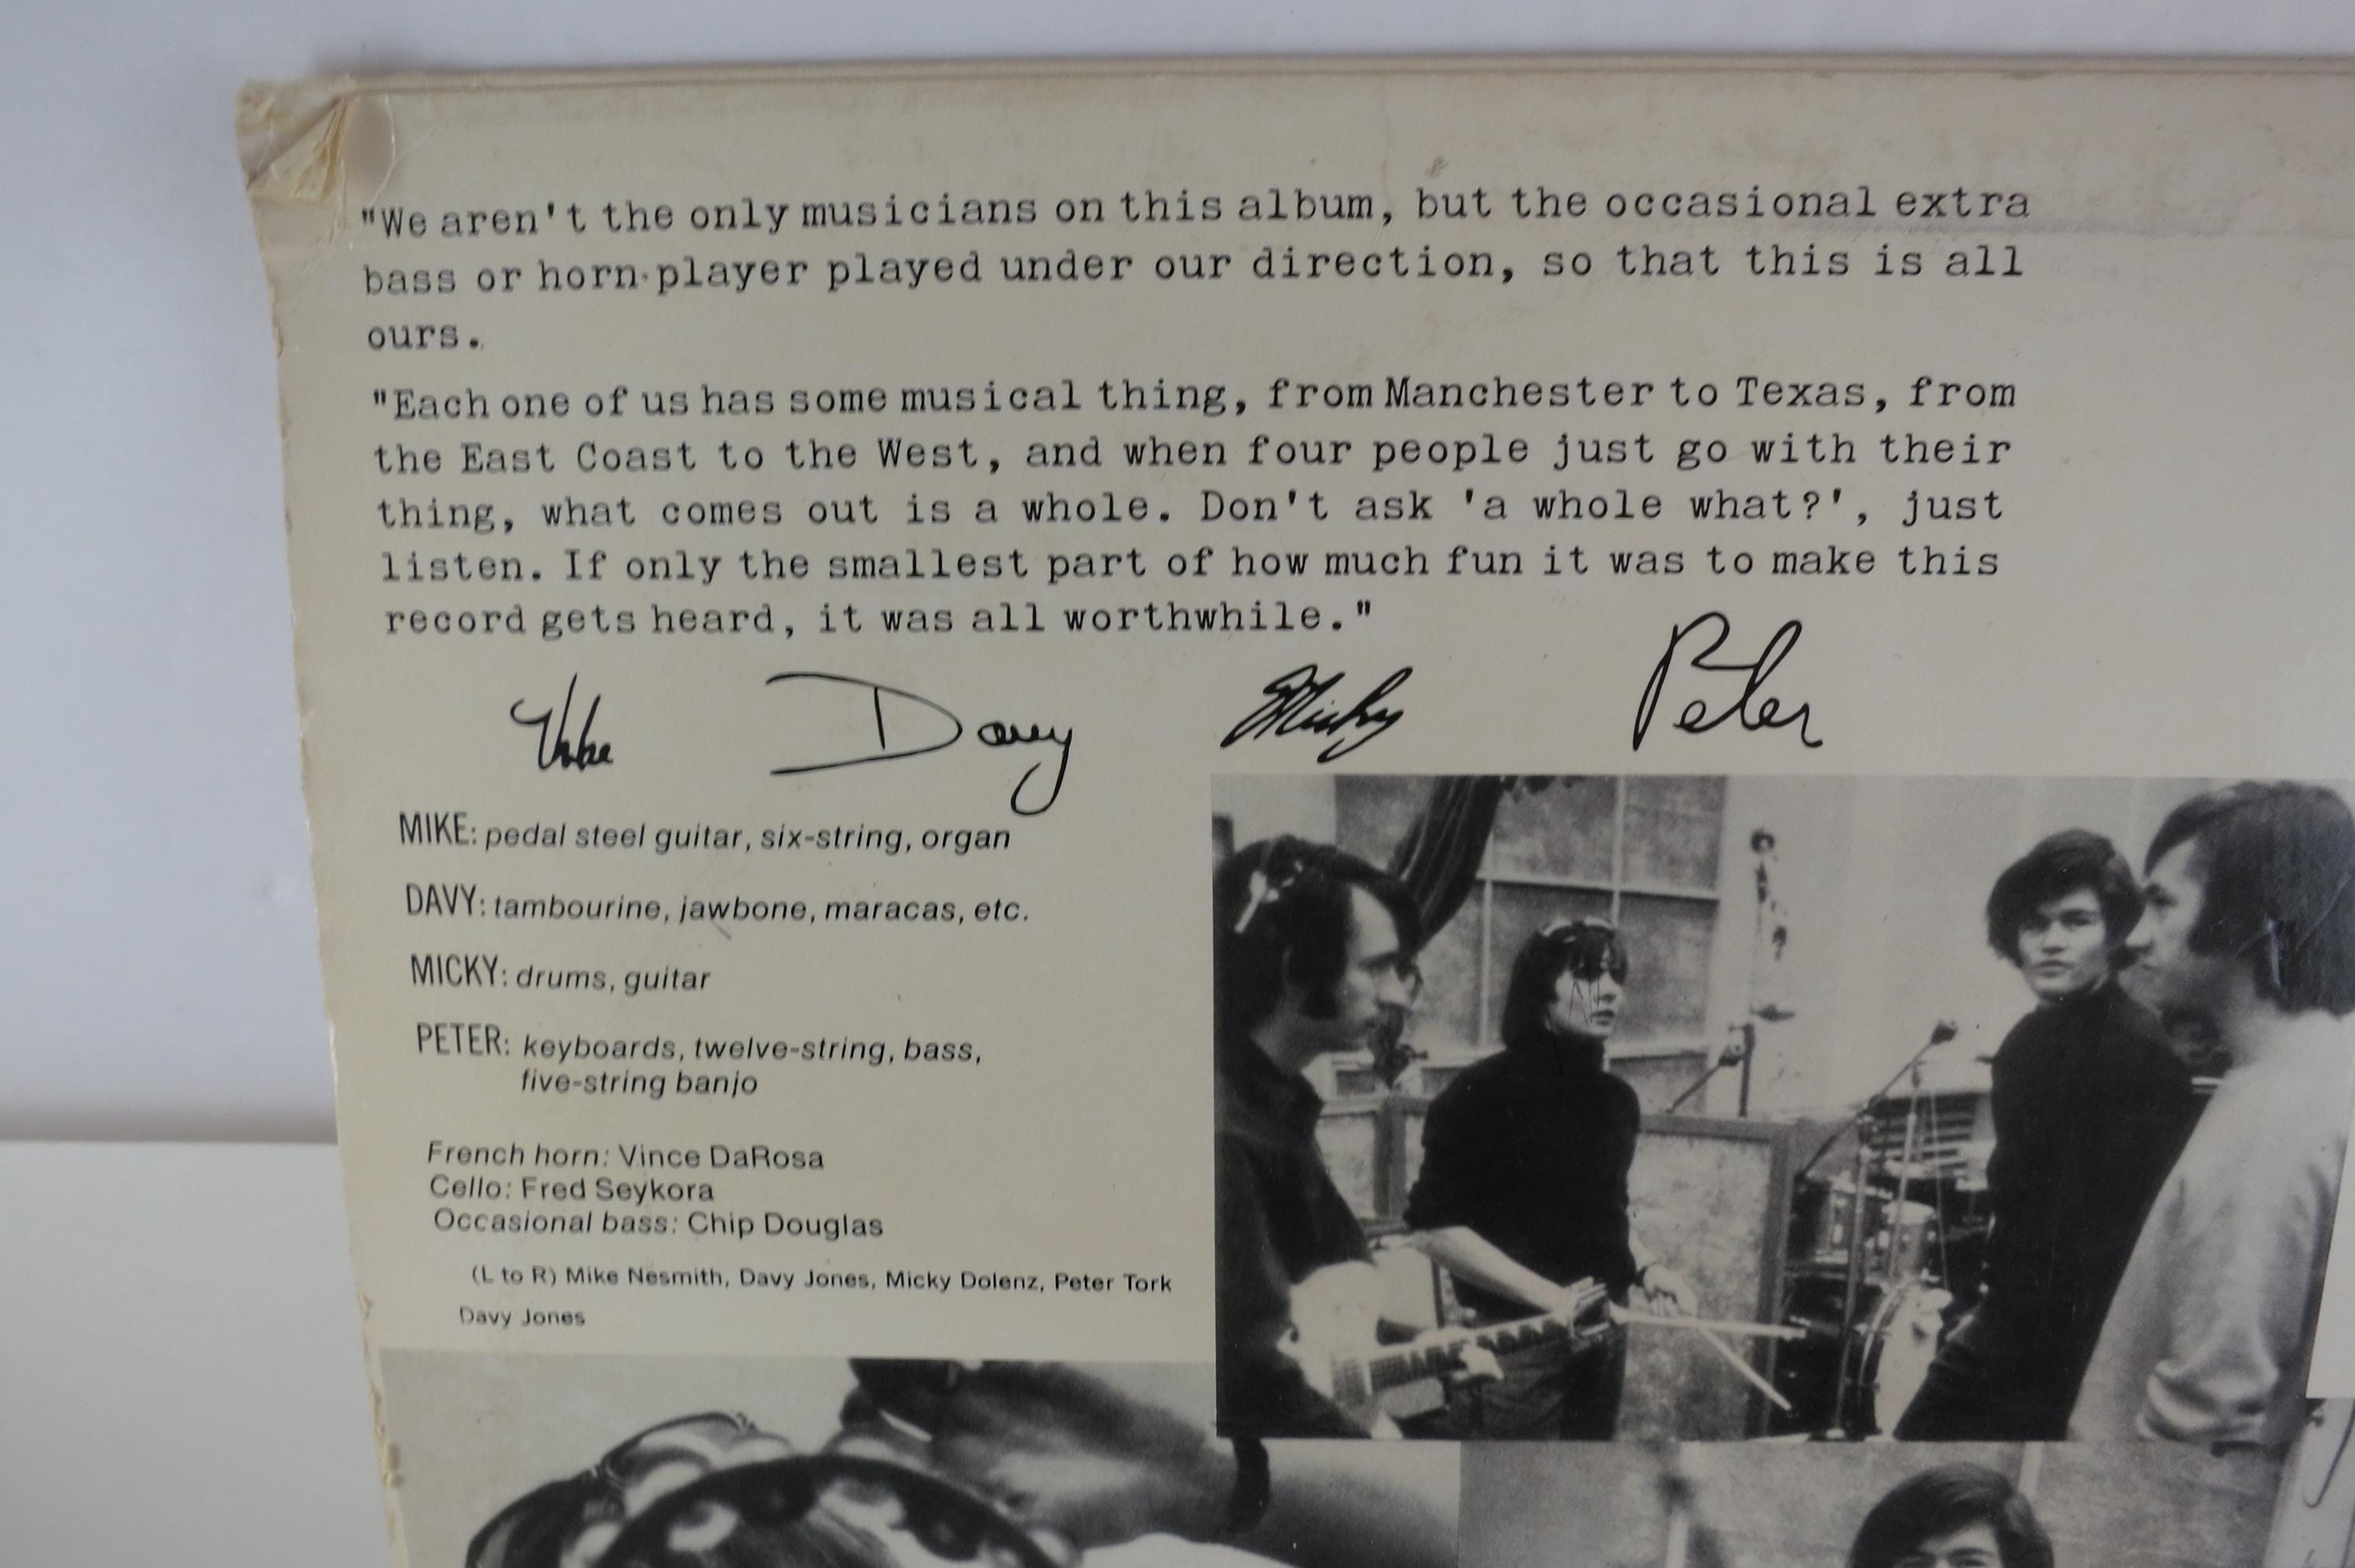 "We aren't the only musicians on this album, but the occasional extra
bass or horn player played under our direction, so that this is all
ours.
"Each one of us has some musical thing, from Manchester to Texas, from
the East Coast to the West, and when four people just go with their
thing, what comes out is a whole. Don't ask 'a whole what?', just
listen. If only the smallest part of how much fun it was to make this
record gets heard, it was all worthwhile."
Mike Davy Micky Peter
MIKE: pedal steel guitar, six-string, organ
DAVY: tambourine, jawbone, maracas, etc.
MICKY: drums, guitar
PETER: keyboards, twelve-string, bass,
five-string banjo
French horn: Vince DaRosa
Cello: Fred Seykora
Occasional bass: Chip Douglas
(L to R) Mike Nesmith, Davy Jones, Micky Dolenz, Peter Tork
Davy Jones